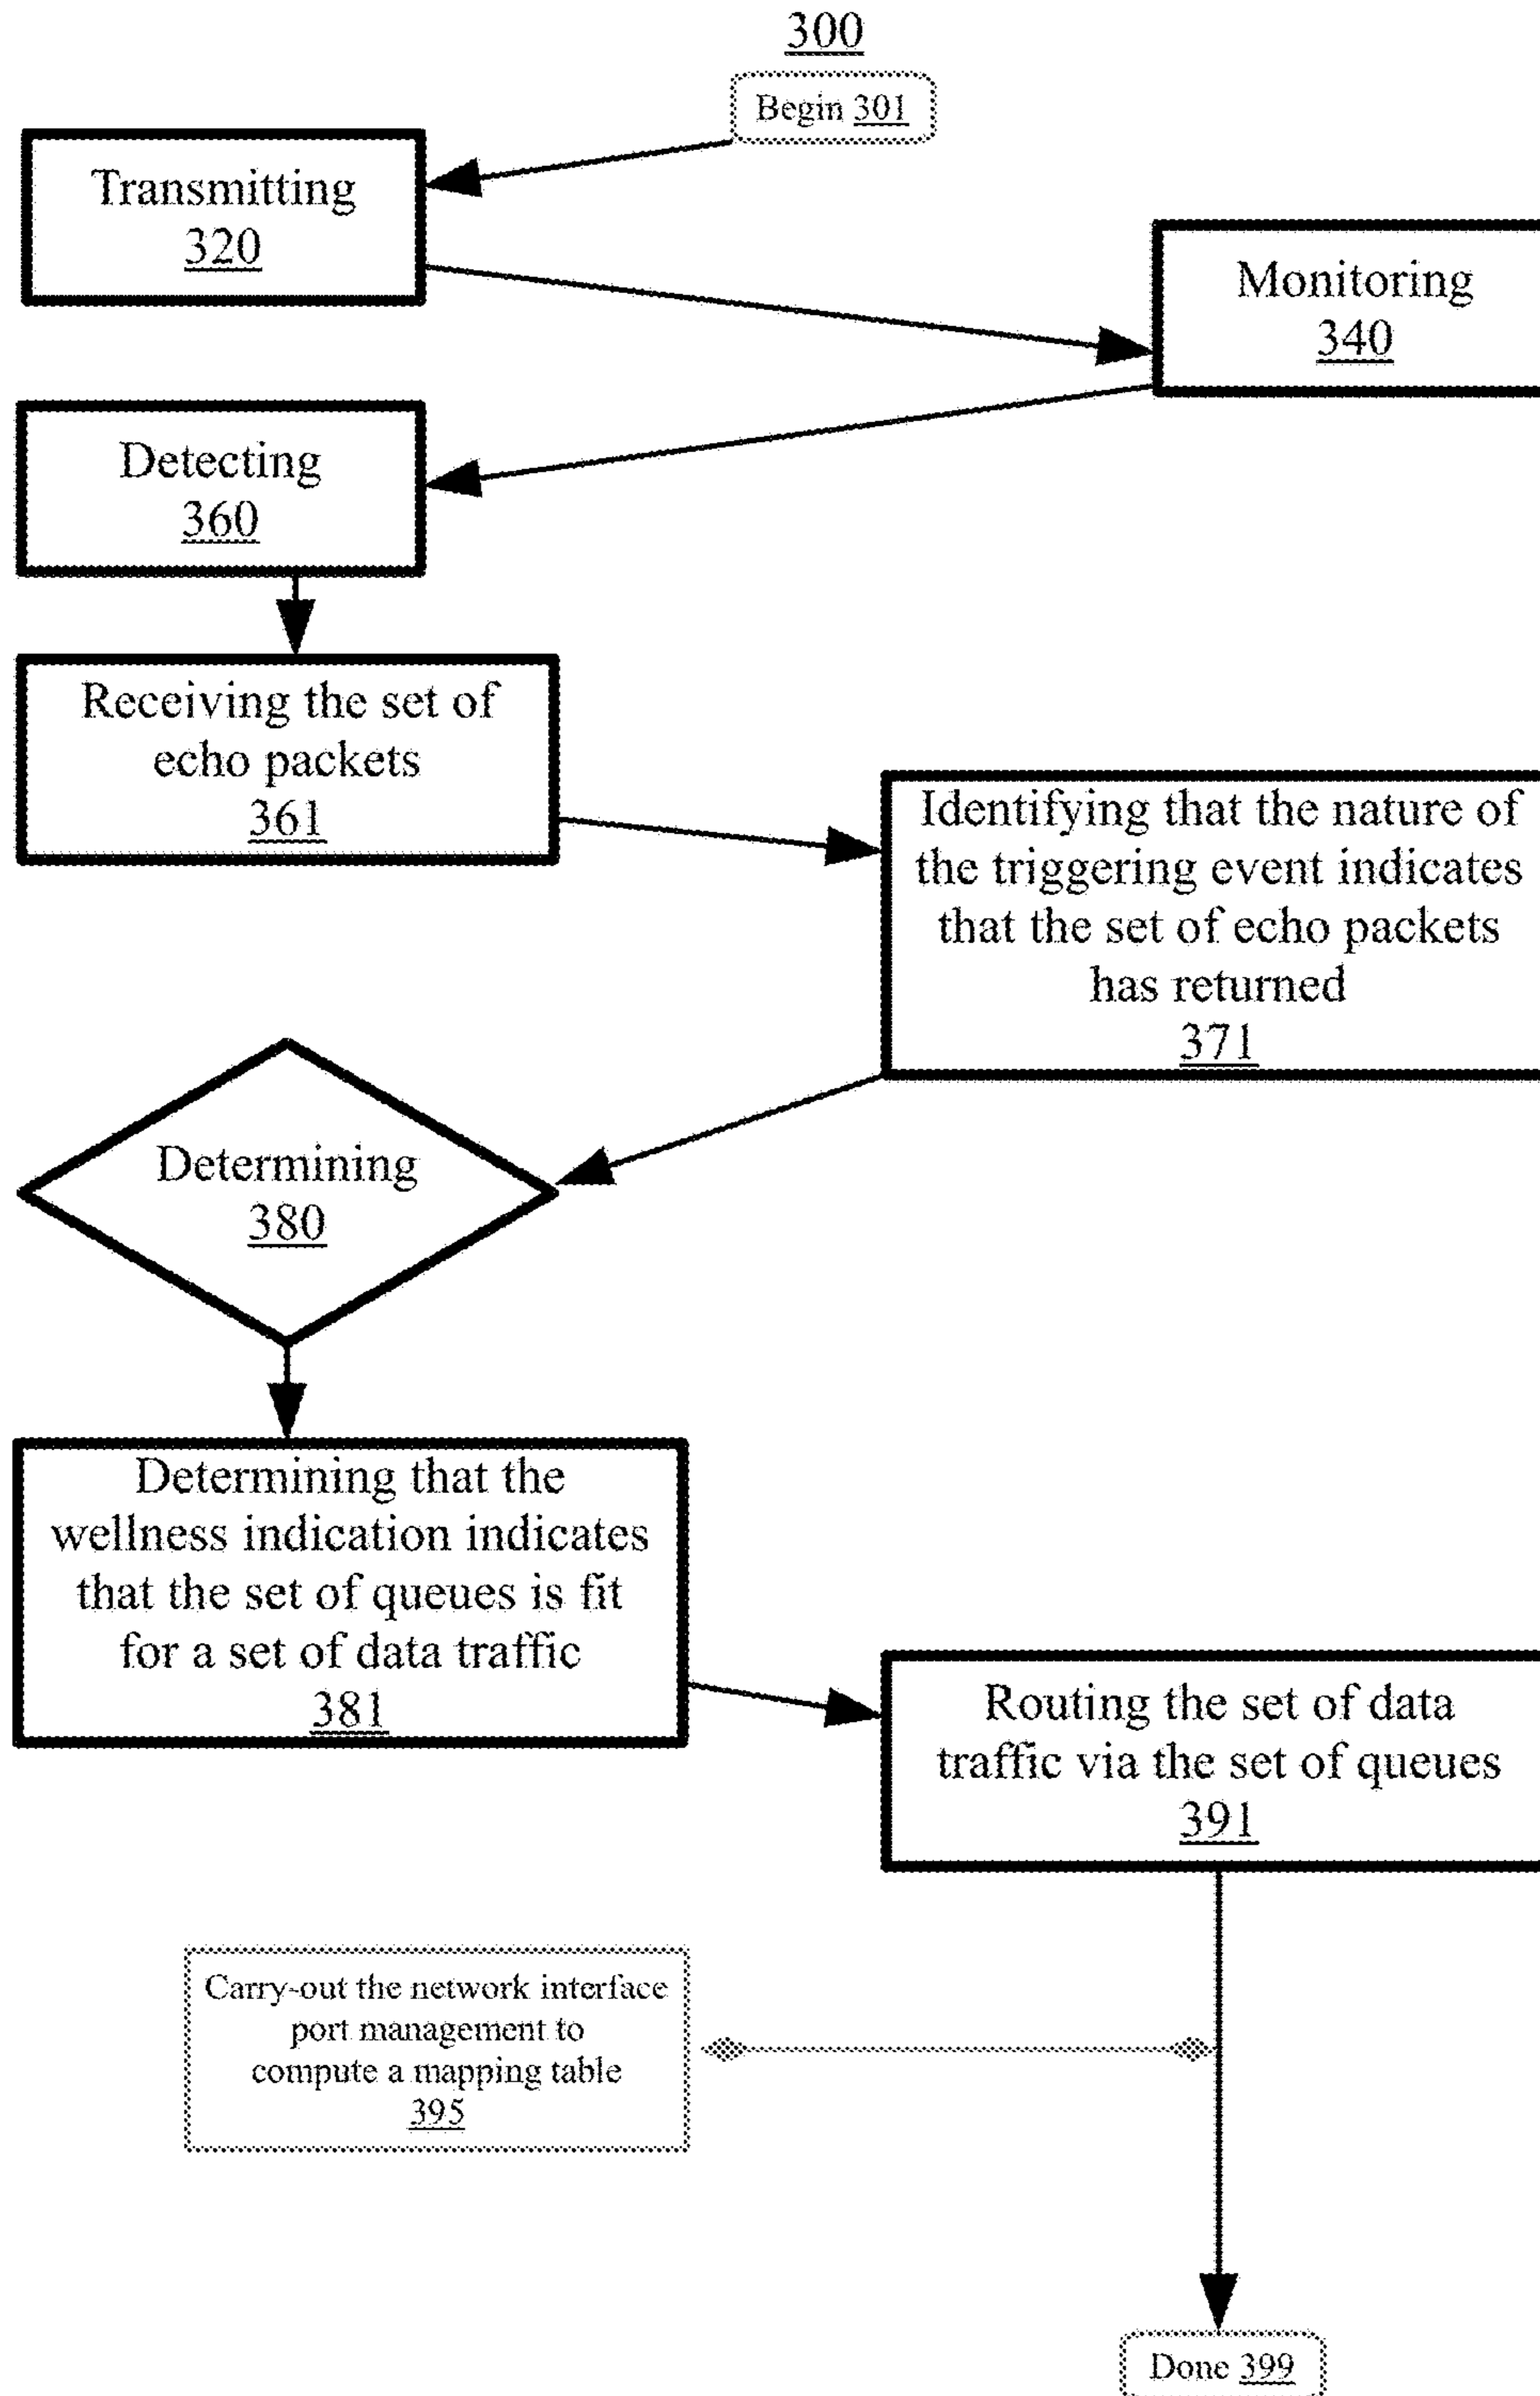 300
Begin 301
Transmitting
320
Monitoring
340
Detecting
360
Receiving the set of
echo packets
361
Identifying that the nature of
the triggering event indicates
that the set of echo packets
has returned
371
Determining
380
Determining that the
wellness indication indicates
that the set of queues is fit
for a set of data traffic
381
Routing the set of data
traffic via the set of queues
391
Carry-out the network interface
port management to
compute a mapping table
395
Done 399